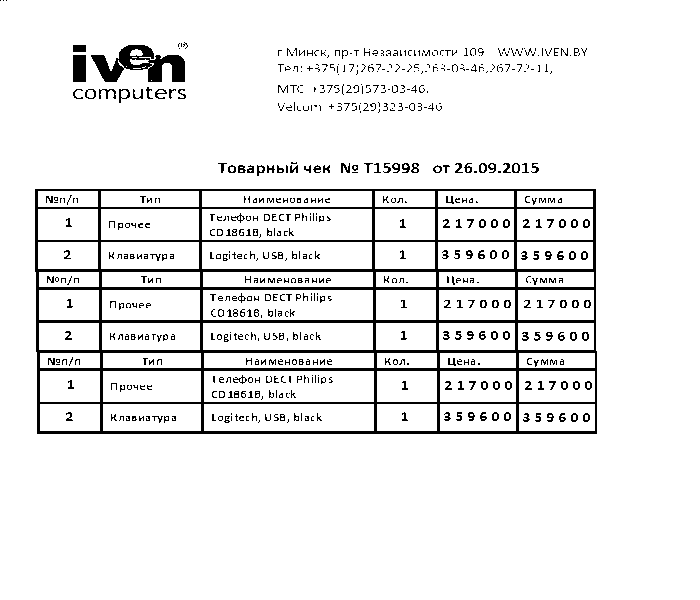 iven®
computers
г Минск, пр-т Независимости 109 WWW.IVEN.BY
Тел: +375(17)267-22-25,263-03-46,267-72-11,
МТС +375(29)573-03-46.
Velcom +375(29)323-03-46
Товарный чек № Т15998 от 26.09.2015
№п/п Тип Наименование Кол. Цена. Сумма
1 Прочее Телефон DECT Philips CD1861B, black 1 217000 217000
2 Клавиатура Logitech, USB, black 1 359600 359600
№п/п Тип Наименование Кол. Цена. Сумма
1 Прочее Телефон DECT Philips CD1861B, black 1 217000 217000
2 Клавиатура Logitech, USB, black 1 359600 359600
№п/п Тип Наименование Кол. Цена. Сумма
1 Прочее Телефон DECT Philips CD1861B, black 1 217000 217000
2 Клавиатура Logitech, USB, black 1 359600 359600